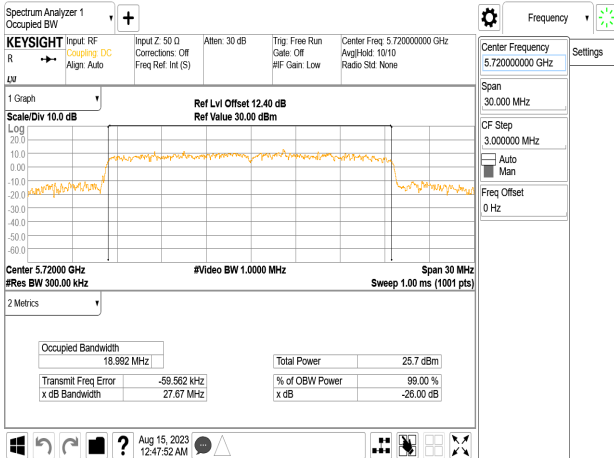 Spectrum Analyzer 1
Occupied BW
+
Frequency
KEYSIGHT
R
Input: RF
Coupling: DC
Align: Auto
Input Z: 50 Ω
Corrections: Off
Freq Ref: Int (S)
Atten: 30 dB
Trig: Free Run
Gate: Off
#IF Gain: Low
Center Freq: 5.720000000 GHz
Avg|Hold: 10/10
Radio Std: None
LXI
Center Frequency
5.720000000 GHz
Settings
Span
30.000 MHz
CF Step
3.000000 MHz
Auto
Man
Freq Offset
0 Hz
1 Graph
Scale/Div 10.0 dB
Ref Lvl Offset 12.40 dB
Ref Value 30.00 dBm
Log
20.0
10.0
0.00
-10.0
-20.0
-30.0
-40.0
-50.0
-60.0
Center 5.72000 GHz
#Video BW 1.0000 MHz
Span 30 MHz
#Res BW 300.00 kHz
Sweep 1.00 ms (1001 pts)
2 Metrics
Occupied Bandwidth
18.992 MHz
Total Power 25.7 dBm
Transmit Freq Error -59.562 kHz
% of OBW Power 99.00 %
x dB Bandwidth 27.67 MHz
x dB -26.00 dB
?
Aug 15, 2023
12:47:52 AM